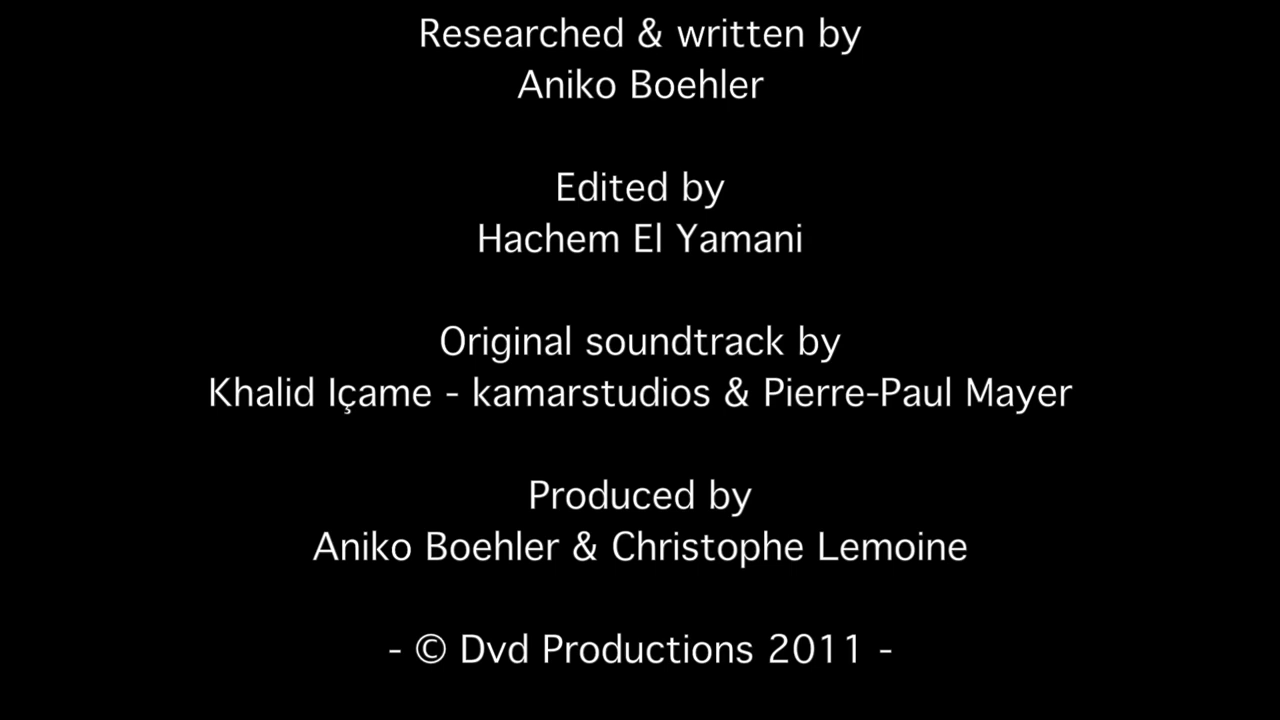 Researched & written by
Aniko Boehler
Edited by
Hachem El Yamani
Original soundtrack by
Khalid Içame - kamarstudios & Pierre-Paul Mayer
Produced by
Aniko Boehler & Christophe Lemoine
- © Dvd Productions 2011 -